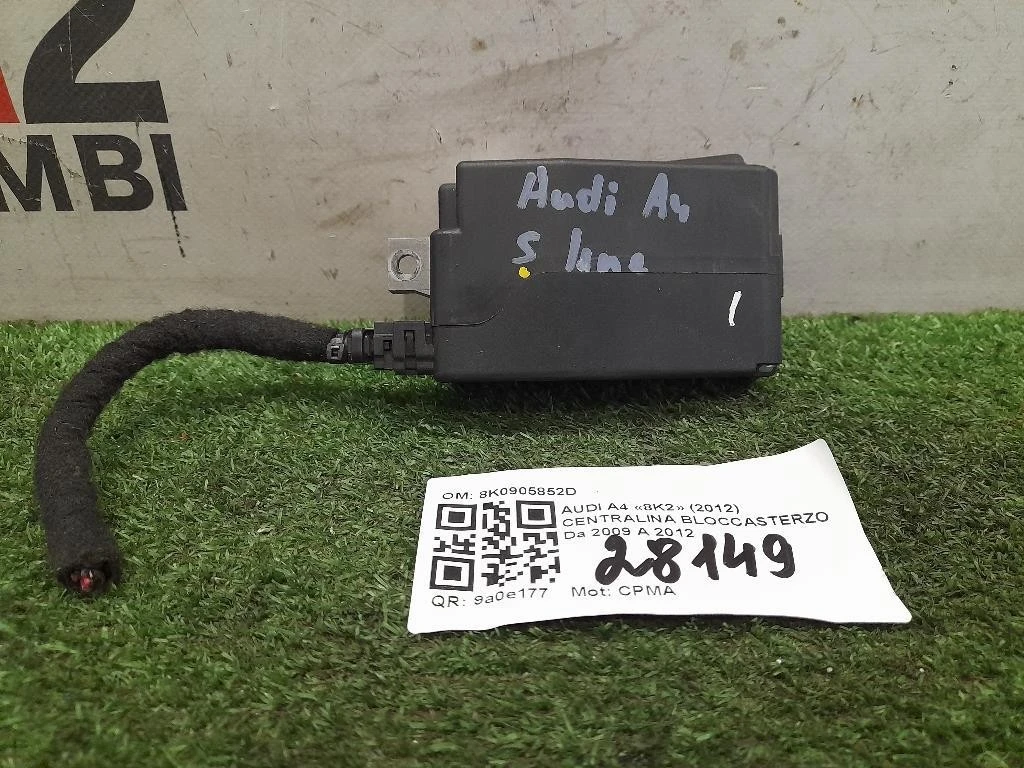 2
MBI
Audi A4
S line
OM: 8K0905852D
AUDI A4 «8K2» (2012)
CENTRALINA BLOCCASTERZO
Da 2009 A 2012
28149
QR: 9a0e177 Mot: CPMA